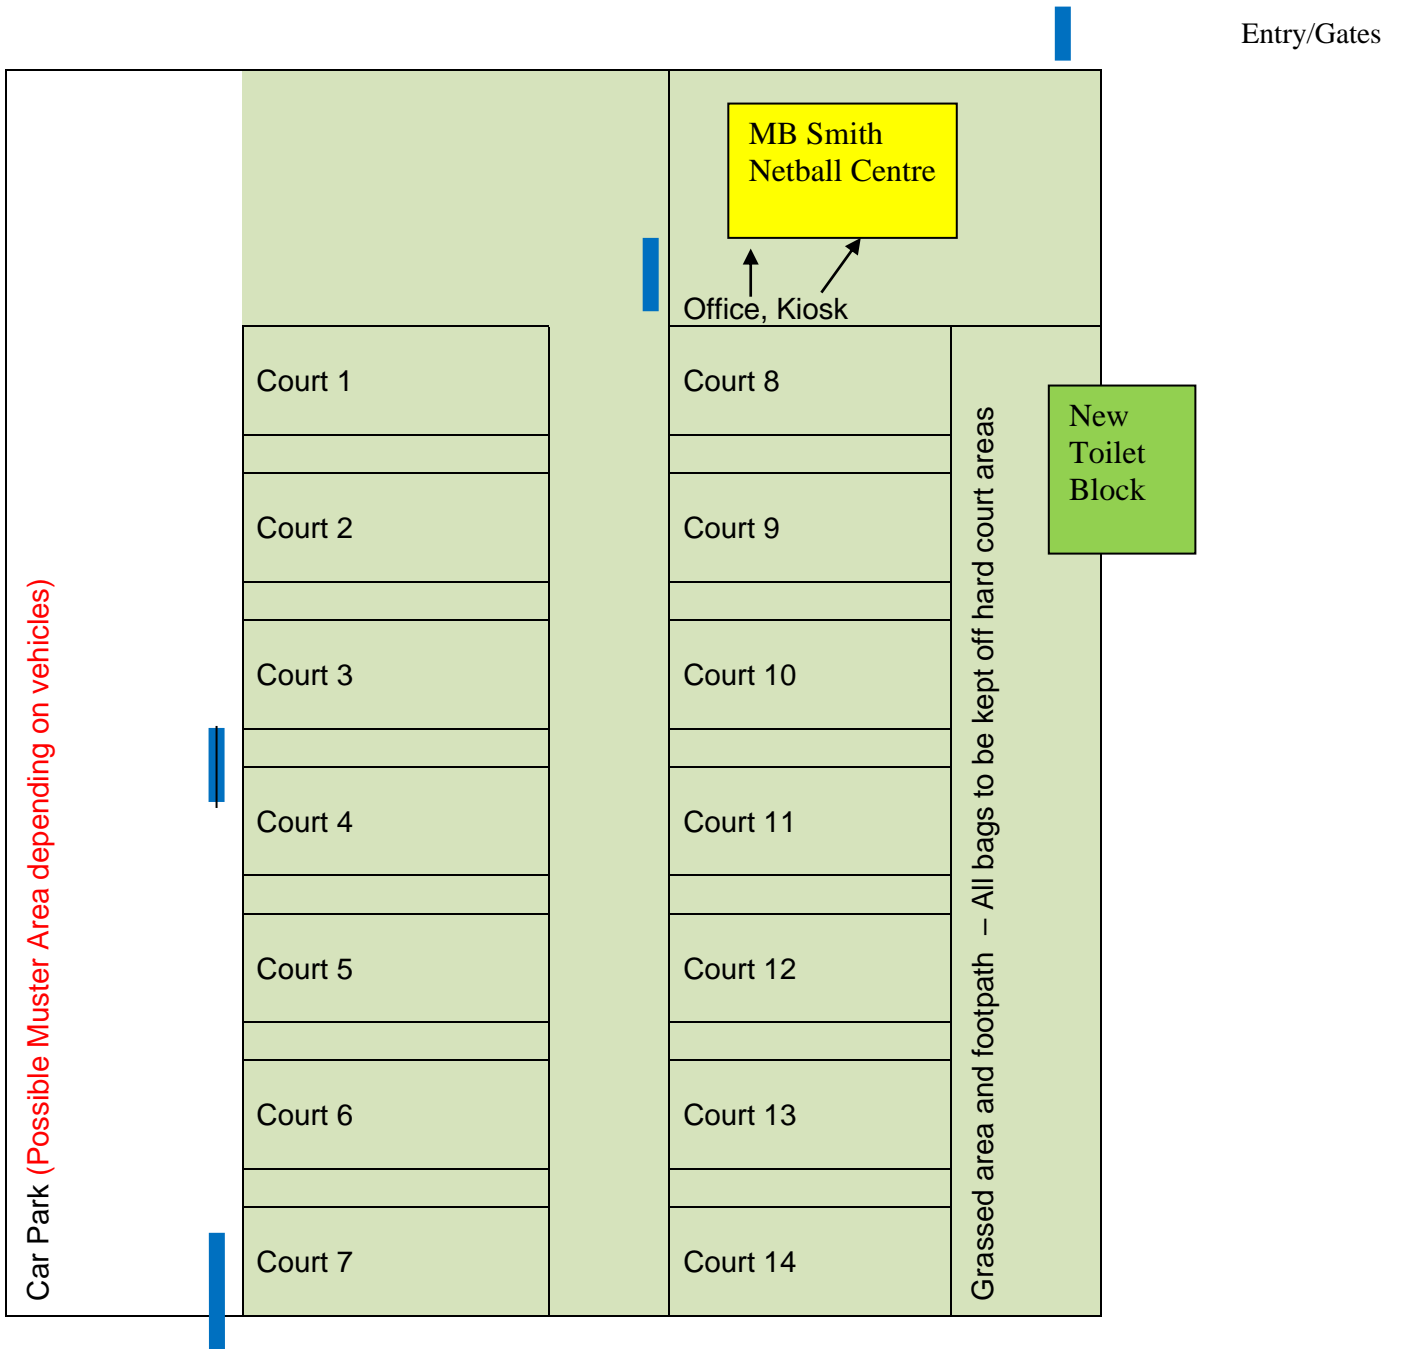 Entry/Gates
MB Smith
Netball Centre
Office, Kiosk
Court 1
Court 8
New
Toilet
Block
Court 2
Court 9
Court 3
Court 10
Court 4
Court 11
Court 5
Court 12
Court 6
Court 13
Court 7
Court 14
Car Park (Possible Muster Area depending on vehicles)
Grassed area and footpath – All bags to be kept off hard court areas